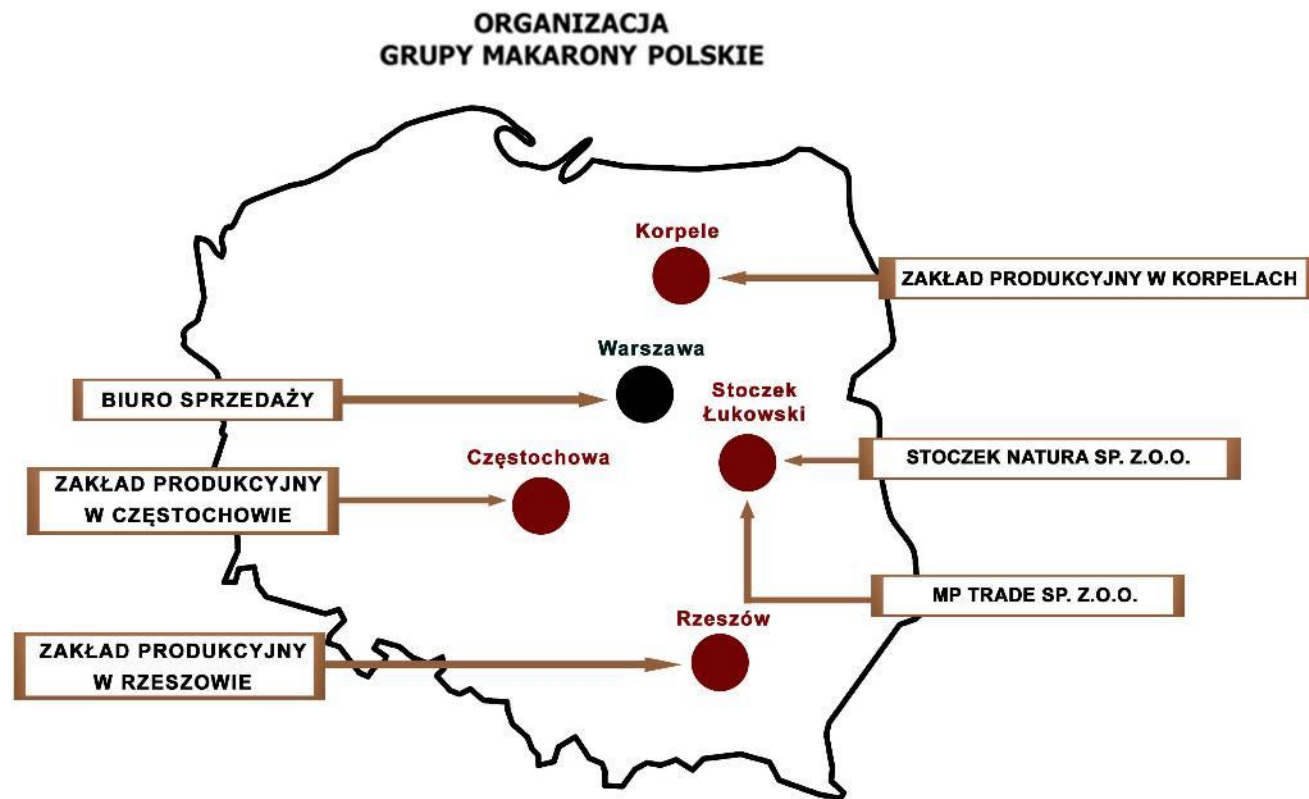 ORGANIZACJA
GRUPY MAKARONY POLSKIE
Korpele
ZAKŁAD PRODUKCYJNY W KORPELACH
Warszawa
BIURO SPRZEDAŻY
Stoczek
Łukowski
STOCZEK NATURA SP. Z.O.O.
Częstochowa
ZAKŁAD PRODUKCYJNY
W CZĘSTOCHOWIE
MP TRADE SP. Z.O.O.
Rzeszów
ZAKŁAD PRODUKCYJNY
W RZESZOWIE